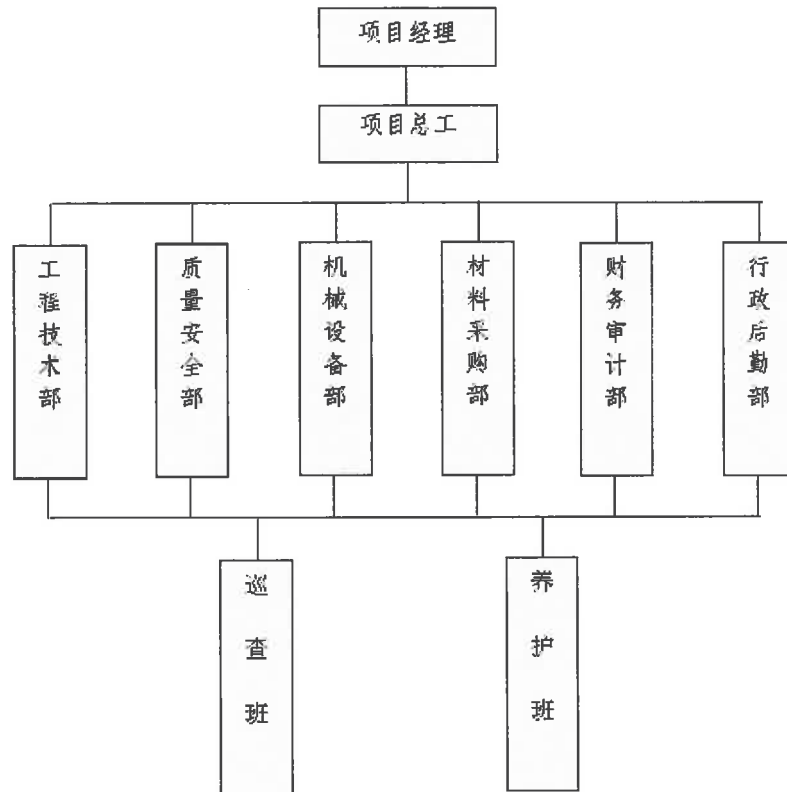 项目经理
项目总工
工程技术部
质量安全部
机械设备部
材料采购部
财务审计部
行政后勤部
巡查班
养护班